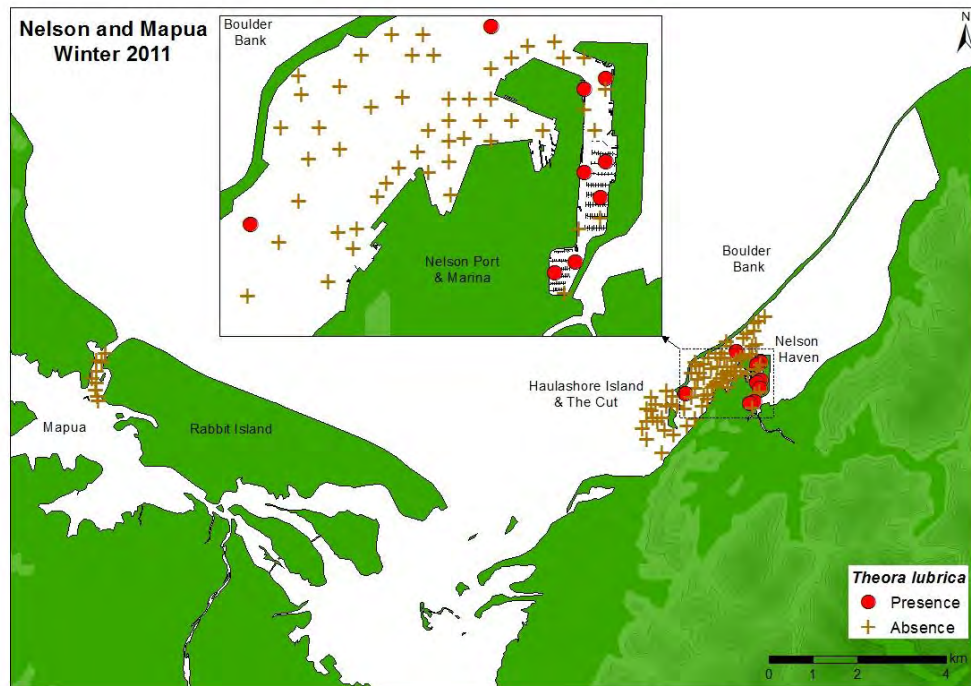 Nelson and Mapua
Winter 2011
Boulder
Bank
Nelson Port
& Marina
N
Boulder
Bank
Nelson
Haven
Haulashore Island
& The Cut
Mapua
Rabbit Island
Theora lubrica
Presence
Absence
km
0 1 2 4